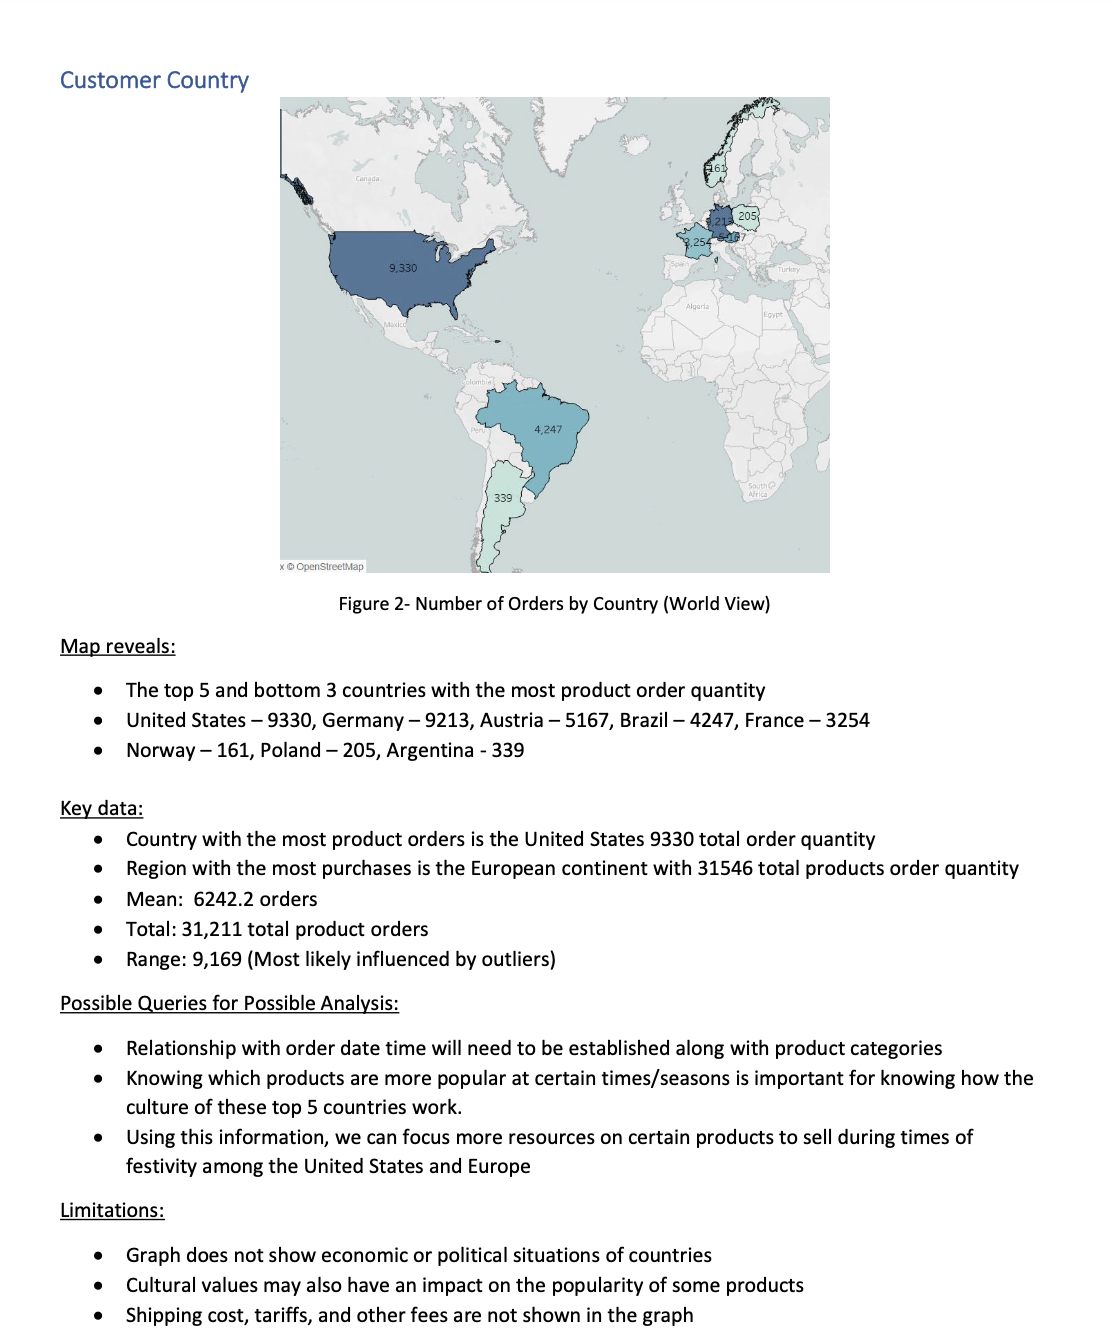 Customer Country
Canada
161
205
9,330
Turkey
Algeria
Egypt
Mexico
Peru
4,247
South
Africa
339
x © OpenStreetMap
Figure 2- Number of Orders by Country (World View)
Map reveals:
• The top 5 and bottom 3 countries with the most product order quantity
• United States – 9330, Germany – 9213, Austria – 5167, Brazil – 4247, France – 3254
• Norway – 161, Poland – 205, Argentina - 339
Key data:
• Country with the most product orders is the United States 9330 total order quantity
• Region with the most purchases is the European continent with 31546 total products order quantity
• Mean:  6242.2 orders
• Total: 31,211 total product orders
• Range: 9,169 (Most likely influenced by outliers)
Possible Queries for Possible Analysis:
• Relationship with order date time will need to be established along with product categories
• Knowing which products are more popular at certain times/seasons is important for knowing how the
culture of these top 5 countries work.
• Using this information, we can focus more resources on certain products to sell during times of
festivity among the United States and Europe
Limitations:
• Graph does not show economic or political situations of countries
• Cultural values may also have an impact on the popularity of some products
• Shipping cost, tariffs, and other fees are not shown in the graph